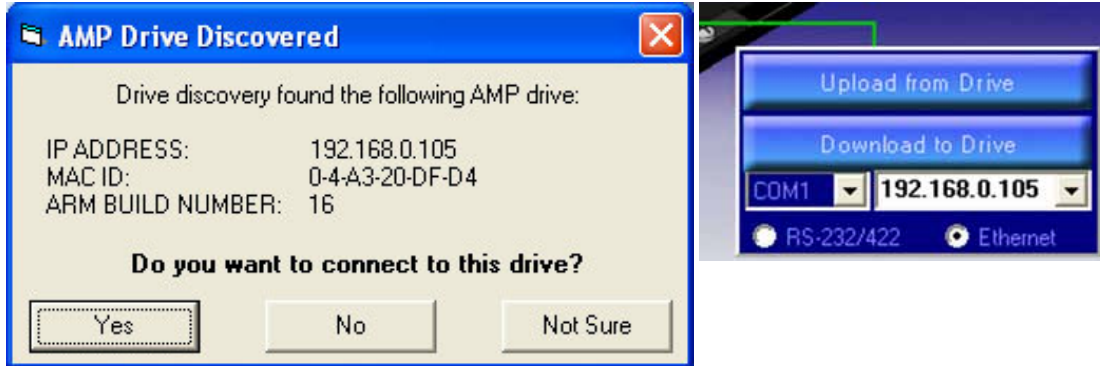 AMP Drive Discovered
Drive discovery found the following AMP drive:
IP ADDRESS: 192.168.0.105
MAC ID: 0-4-A3-20-DF-D4
ARM BUILD NUMBER: 16
Do you want to connect to this drive?
Yes No Not Sure
Upload from Drive
Download to Drive
COM1 192.168.0.105
RS-232/422 Ethernet